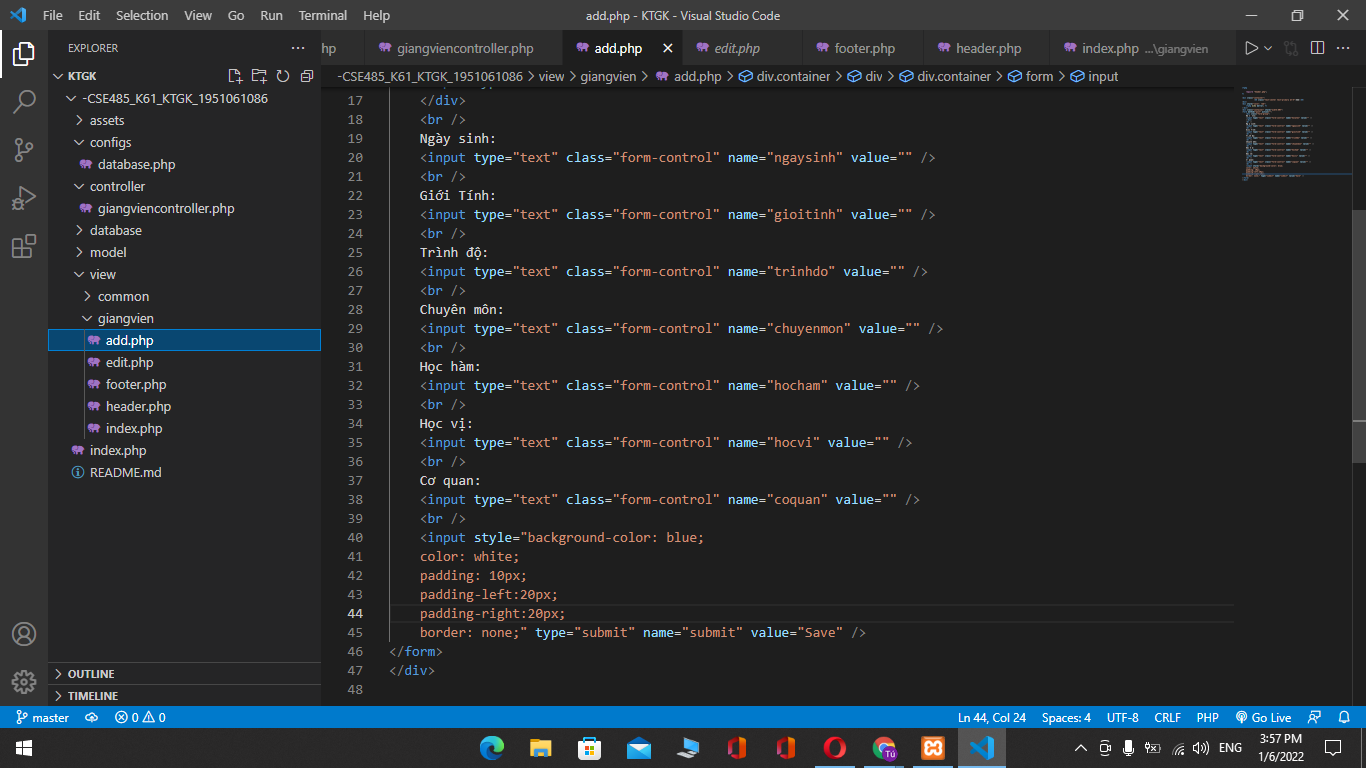 File Edit Selection View Go Run Terminal Help add.php - KTGK - Visual Studio Code
EXPLORER
hp giangviencontroller.php add.php edit.php footer.php header.php index.php ...\giangvien
KTGK
-CSE485_K61_KTGK_1951061086 > view > giangvien > add.php > div.container > div > div.container > form > input
-CSE485_K61_KTGK_1951061086
assets
configs
database.php
controller
giangviencontroller.php
database
model
view
common
giangvien
add.php
edit.php
footer.php
header.php
index.php
index.php
README.md
OUTLINE
TIMELINE
17 </div>
18 <br />
19 Ngày sinh:
20 <input type="text" class="form-control" name="ngaysinh" value="" />
21 <br />
22 Giới Tính:
23 <input type="text" class="form-control" name="gioitinh" value="" />
24 <br />
25 Trình độ:
26 <input type="text" class="form-control" name="trinhdo" value="" />
27 <br />
28 Chuyên môn:
29 <input type="text" class="form-control" name="chuyenmon" value="" />
30 <br />
31 Học hàm:
32 <input type="text" class="form-control" name="hocham" value="" />
33 <br />
34 Học vị:
35 <input type="text" class="form-control" name="hocvi" value="" />
36 <br />
37 Cơ quan:
38 <input type="text" class="form-control" name="coquan" value="" />
39 <br />
40 <input style="background-color: blue;
41 color: white;
42 padding: 10px;
43 padding-left:20px;
44 padding-right:20px;
45 border: none;" type="submit" name="submit" value="Save" />
46 </form>
47 </div>
48
master 0 0 Ln 44, Col 24 Spaces: 4 UTF-8 CRLF PHP Go Live
Tú ENG 3:57 PM
1/6/2022